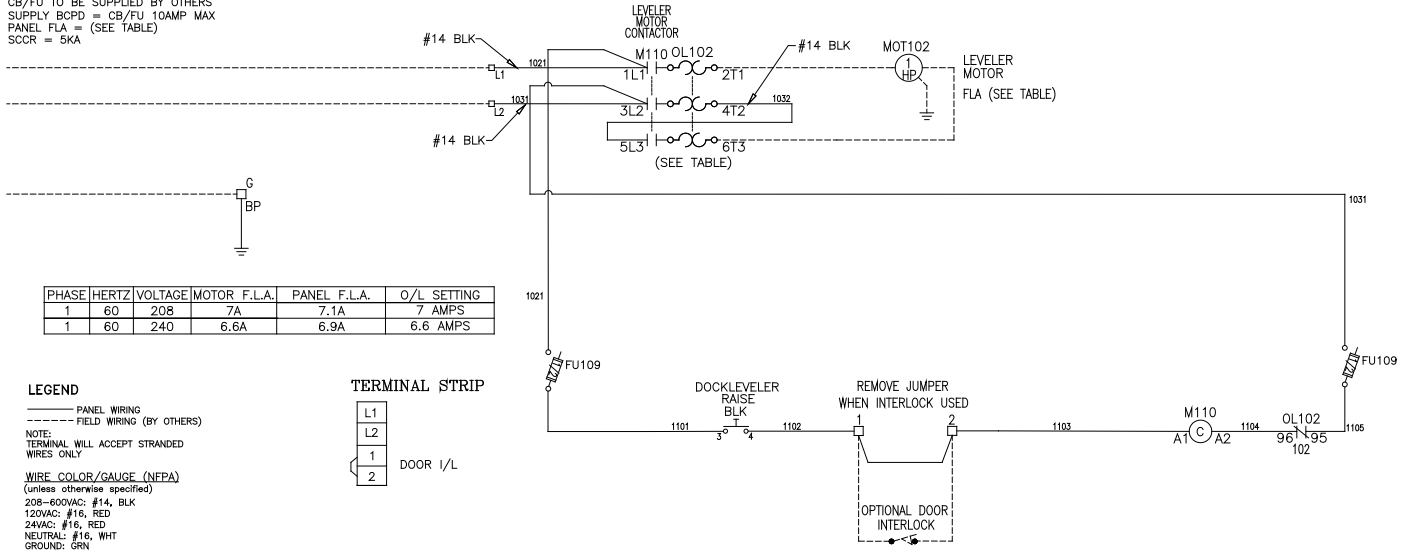 CB/FU TO BE SUPPLIED BY OTHERS
SUPPLY BCPD = CB/FU 10AMP MAX
PANEL FLA = (SEE TABLE)
SCCR = 5KA
LEVELER
MOTOR
CONTACTOR
#14 BLK
M110 OL102
#14 BLK
MOT102
L1
1021
1L1
2T1
1
HP
LEVELER
MOTOR
FLA (SEE TABLE)
L2
1031
3L2
4T2
1032
#14 BLK
5L3
6T3
(SEE TABLE)
G
BP
1031
PHASE HERTZ VOLTAGE MOTOR F.L.A. PANEL F.L.A. O/L SETTING
1 60 208 7A 7.1A 7 AMPS
1 60 240 6.6A 6.9A 6.6 AMPS
1021
FU109
FU109
LEGEND
PANEL WIRING
FIELD WIRING (BY OTHERS)
NOTE:
TERMINAL WILL ACCEPT STRANDED
WIRES ONLY
WIRE COLOR/GAUGE (NFPA)
(unless otherwise specified)
208-600VAC: #14, BLK
120VAC: #16, RED
24VAC: #16, RED
NEUTRAL: #16, WHT
GROUND: GRN
TERMINAL STRIP
L1
L2
1
2
DOOR I/L
1101
DOCKLEVELER
RAISE
BLK
3 4
1102
REMOVE JUMPER
WHEN INTERLOCK USED
1 2
OPTIONAL DOOR
INTERLOCK
1103
M110
A1 C A2
1104
OL102
96 95
102
1105